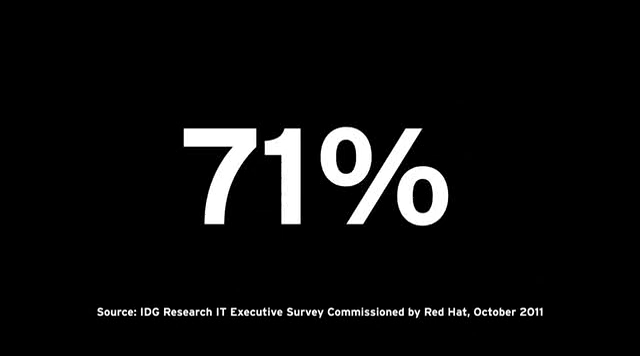 71%
Source: IDG Research IT Executive Survey Commissioned by Red Hat, October 2011